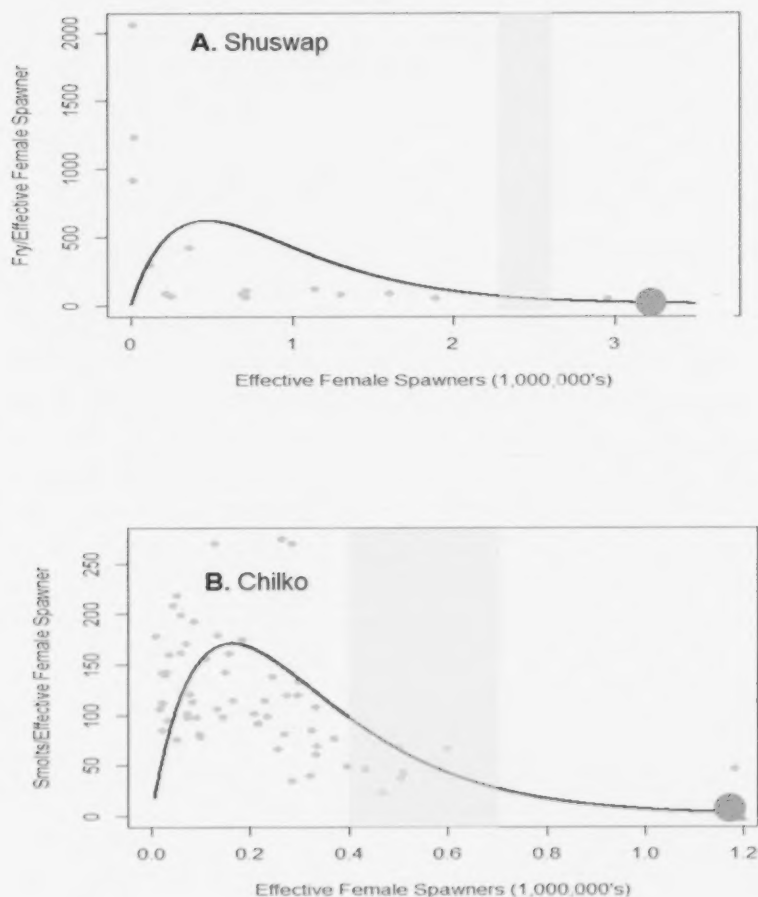 A. Shuswap
Fry/Effective Female Spawner
2000
1500
1000
500
0
0 1 2 3
Effective Female Spawners (1,000,000's)
B. Chilko
Smolts/Effective Female Spawner
250
200
150
100
50
0
0.0 0.2 0.4 0.6 0.8 1.0 1.2
Effective Female Spawners (1,000,000's)